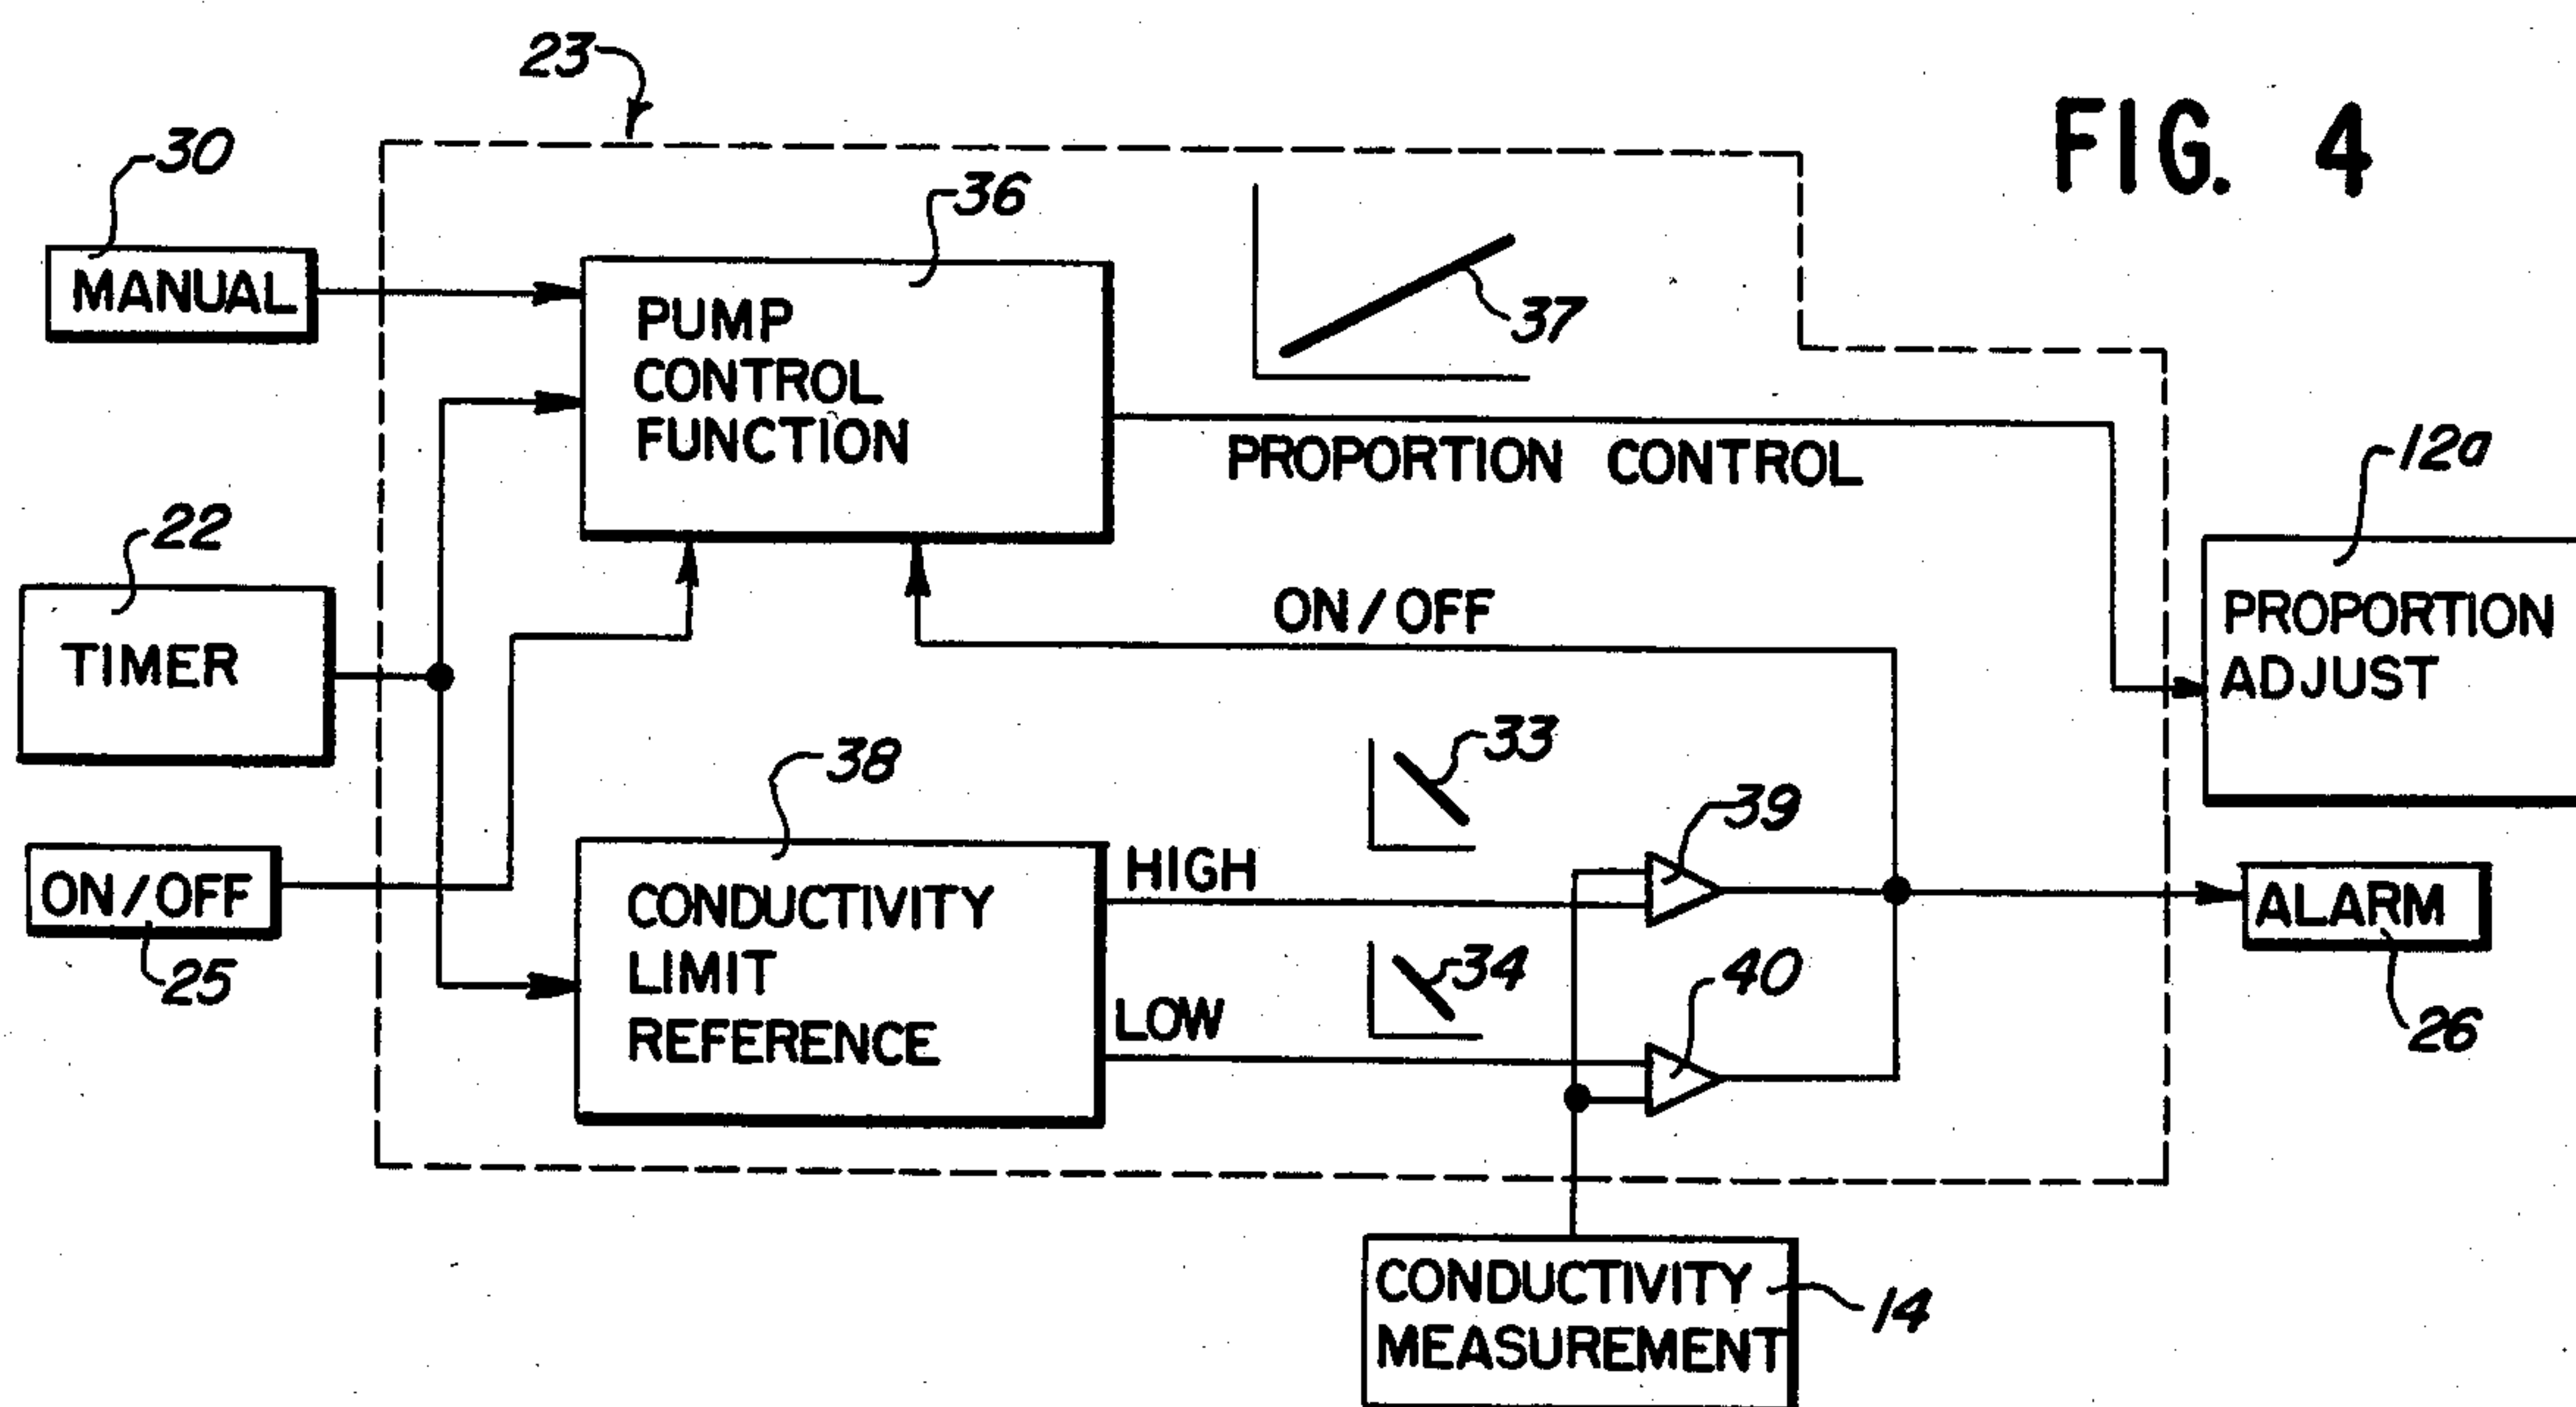 FIG. 4
23
30
MANUAL
36
PUMP
CONTROL
FUNCTION
37
PROPORTION CONTROL
12a
PROPORTION
ADJUST
22
TIMER
ON/OFF
33
38
CONDUCTIVITY
LIMIT
REFERENCE
HIGH
39
ON/OFF
25
LOW
34
40
ALARM
26
CONDUCTIVITY
MEASUREMENT
14